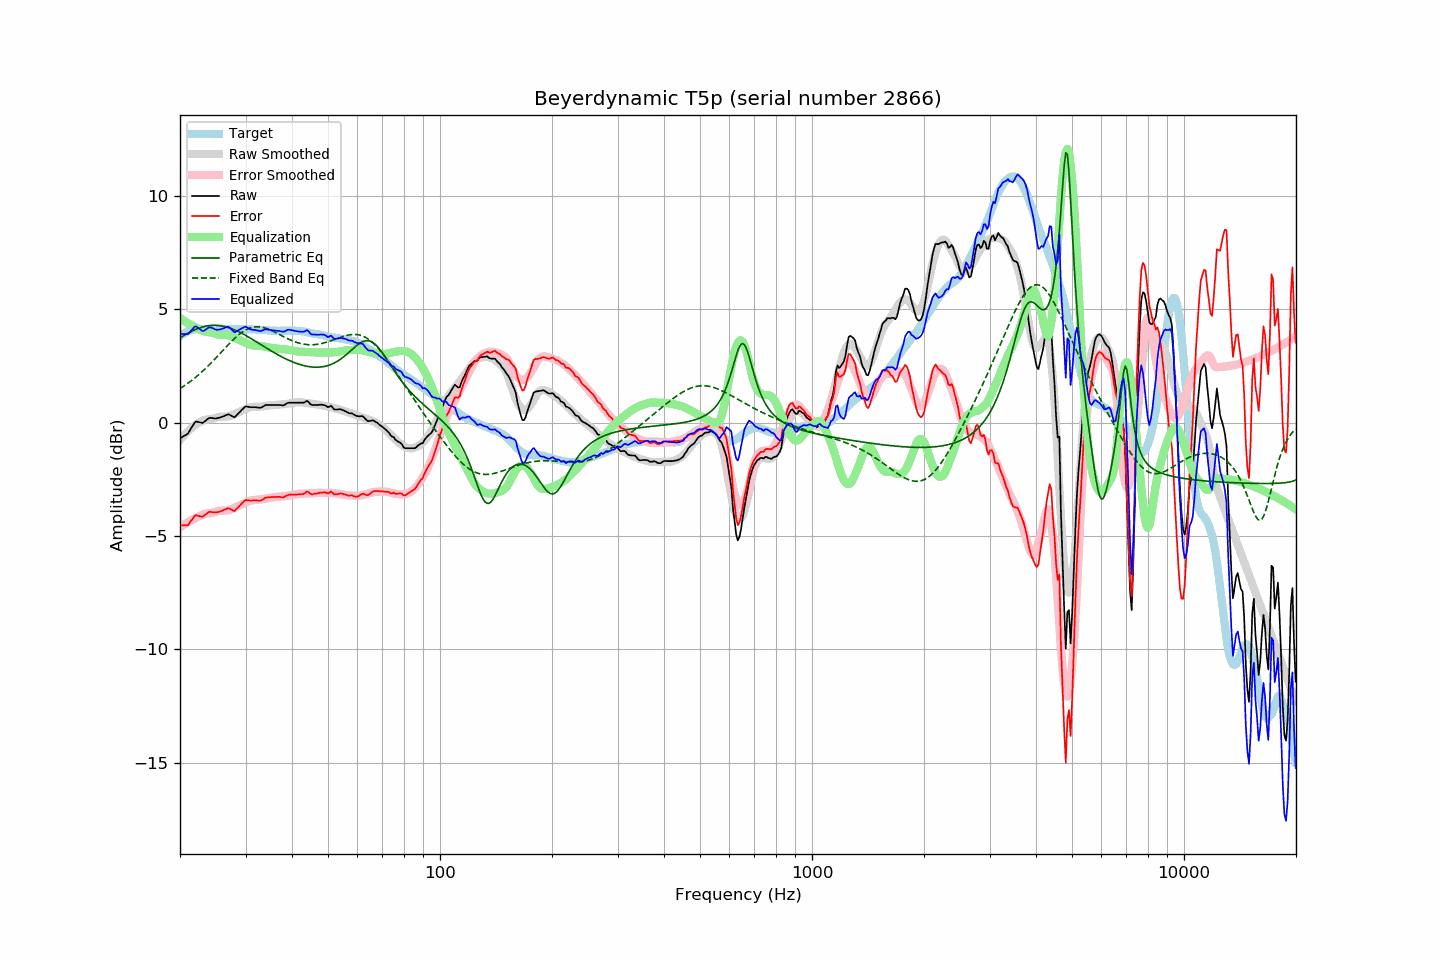 Beyerdynamic T5p (serial number 2866)
Target
Raw Smoothed
Error Smoothed
Raw
Error
Equalization
Parametric Eq
Fixed Band Eq
Equalized
10
5
0
−5
−10
−15
Amplitude (dBr)
100
1000
10000
Frequency (Hz)